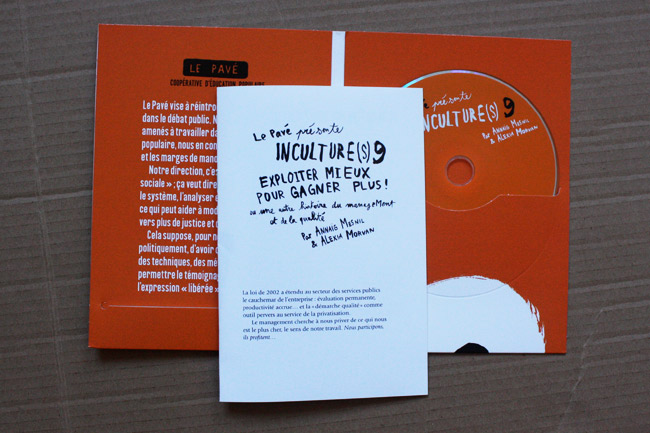 LE PAVÉ
COOPÉRATIVE D'ÉDUCATION POPULAIRE
Le Pavé vise à réintro
dans le débat public. N
amenés à travailler da
populaire, nous en con
et les marges de mano
Notre direction, c'es
sociale » ; ça veut dire
le système, l'analyser e
ce qui peut aider à mod
vers plus de justice et d
Cela suppose, pour no
politiquement, d'avoir d
des techniques, des mé
permettre le témoignag
l'expression « libérée »
Le Pavé présente
INCULTURE(S) 9
EXPLOITER MIEUX
POUR GAGNER PLUS !
ou une autre histoire du manageMent
et de la qualité
Par ANNAIG MESNIL
& ALEXIA MORVAN
La loi de 2002 a étendu au secteur des services publics
le cauchemar de l'entreprise : évaluation permanente,
productivité accrue… et la « démarche qualité » comme
outil pervers au service de la privatisation.
Le management cherche à nous priver de ce qui nous
est le plus cher, le sens de notre travail. Nous participons,
ils profitent…
présente
INCULTURE(S) 9
Par ANNAIG MESNIL
& ALEXIA MORVAN